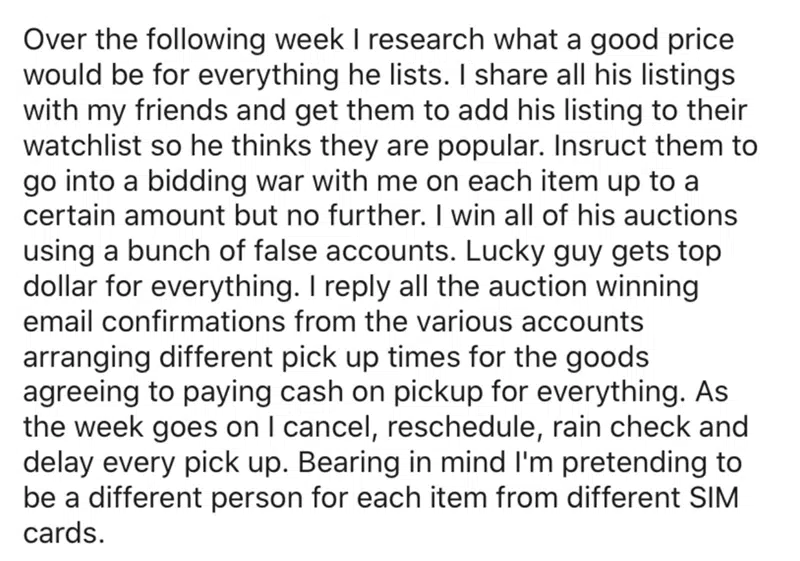 Over the following week I research what a good price
would be for everything he lists. I share all his listings
with my friends and get them to add his listing to their
watchlist so he thinks they are popular. Insruct them to
go into a bidding war with me on each item up to a
certain amount but no further. I win all of his auctions
using a bunch of false accounts. Lucky guy gets top
dollar for everything. I reply all the auction winning
email confirmations from the various accounts
arranging different pick up times for the goods
agreeing to paying cash on pickup for everything. As
the week goes on I cancel, reschedule, rain check and
delay every pick up. Bearing in mind I'm pretending to
be a different person for each item from different SIM
cards.